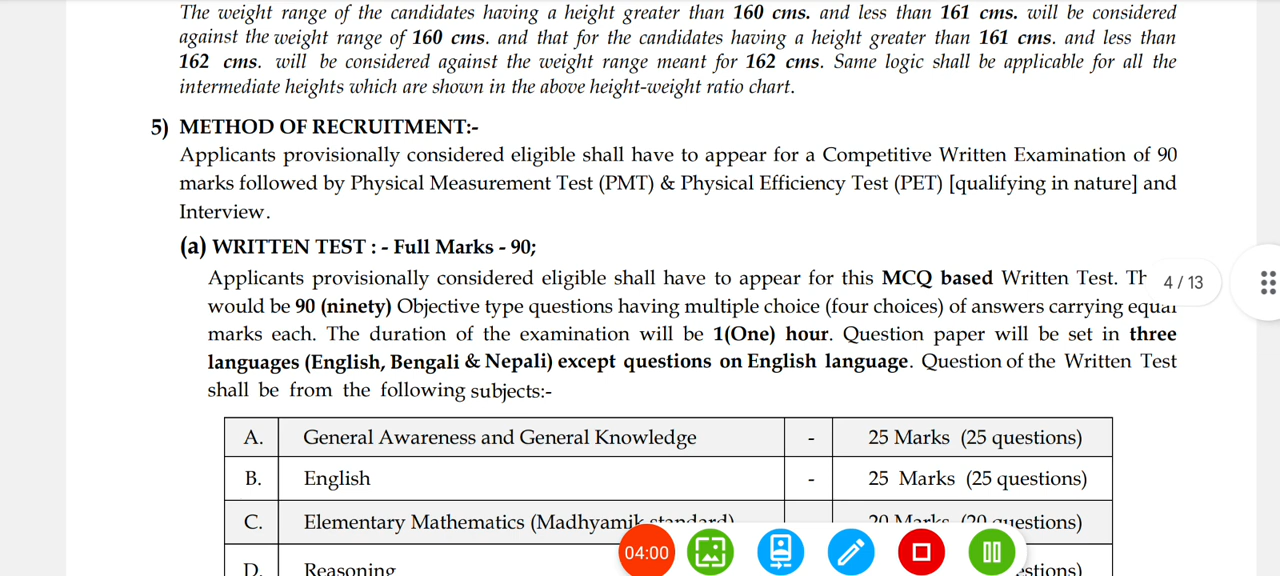 The weight range of the candidates having a height greater than 160 cms. and less than 161 cms. will be considered
against the weight range of 160 cms. and that for the candidates having a height greater than 161 cms. and less than
162 cms. will be considered against the weight range meant for 162 cms. Same logic shall be applicable for all the
intermediate heights which are shown in the above height-weight ratio chart.
5) METHOD OF RECRUITMENT:-
Applicants provisionally considered eligible shall have to appear for a Competitive Written Examination of 90
marks followed by Physical Measurement Test (PMT) & Physical Efficiency Test (PET) [qualifying in nature] and
Interview.
(a) WRITTEN TEST : - Full Marks - 90;
Applicants provisionally considered eligible shall have to appear for this MCQ based Written Test. Th
4 / 13
would be 90 (ninety) Objective type questions having multiple choice (four choices) of answers carrying equal
marks each. The duration of the examination will be 1(One) hour. Question paper will be set in three
languages (English, Bengali & Nepali) except questions on English language. Question of the Written Test
shall be from the following subjects:-
A. General Awareness and General Knowledge - 25 Marks (25 questions)
B. English - 25 Marks (25 questions)
C. Elementary Mathematics (Madhyamik standard) 20 Marks (20 questions)
04:00
D. Reasoning stions)